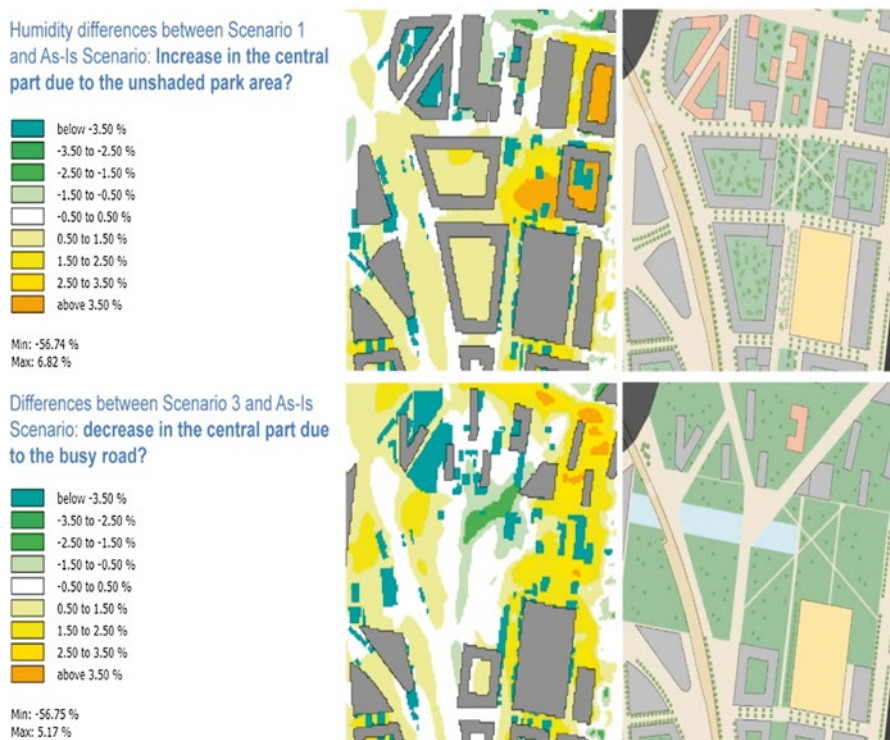 Humidity differences between Scenario 1
and As-Is Scenario: Increase in the central
part due to the unshaded park area?
below -3.50 %
-3.50 to -2.50 %
-2.50 to -1.50 %
-1.50 to -0.50 %
-0.50 to 0.50 %
0.50 to 1.50 %
1.50 to 2.50 %
2.50 to 3.50 %
above 3.50 %
Min: -56.74 %
Max: 6.82 %
Differences between Scenario 3 and As-Is
Scenario: decrease in the central part due
to the busy road?
below -3.50 %
-3.50 to -2.50 %
-2.50 to -1.50 %
-1.50 to -0.50 %
-0.50 to 0.50 %
0.50 to 1.50 %
1.50 to 2.50 %
2.50 to 3.50 %
above 3.50 %
Min: -56.75 %
Max: 5.17 %